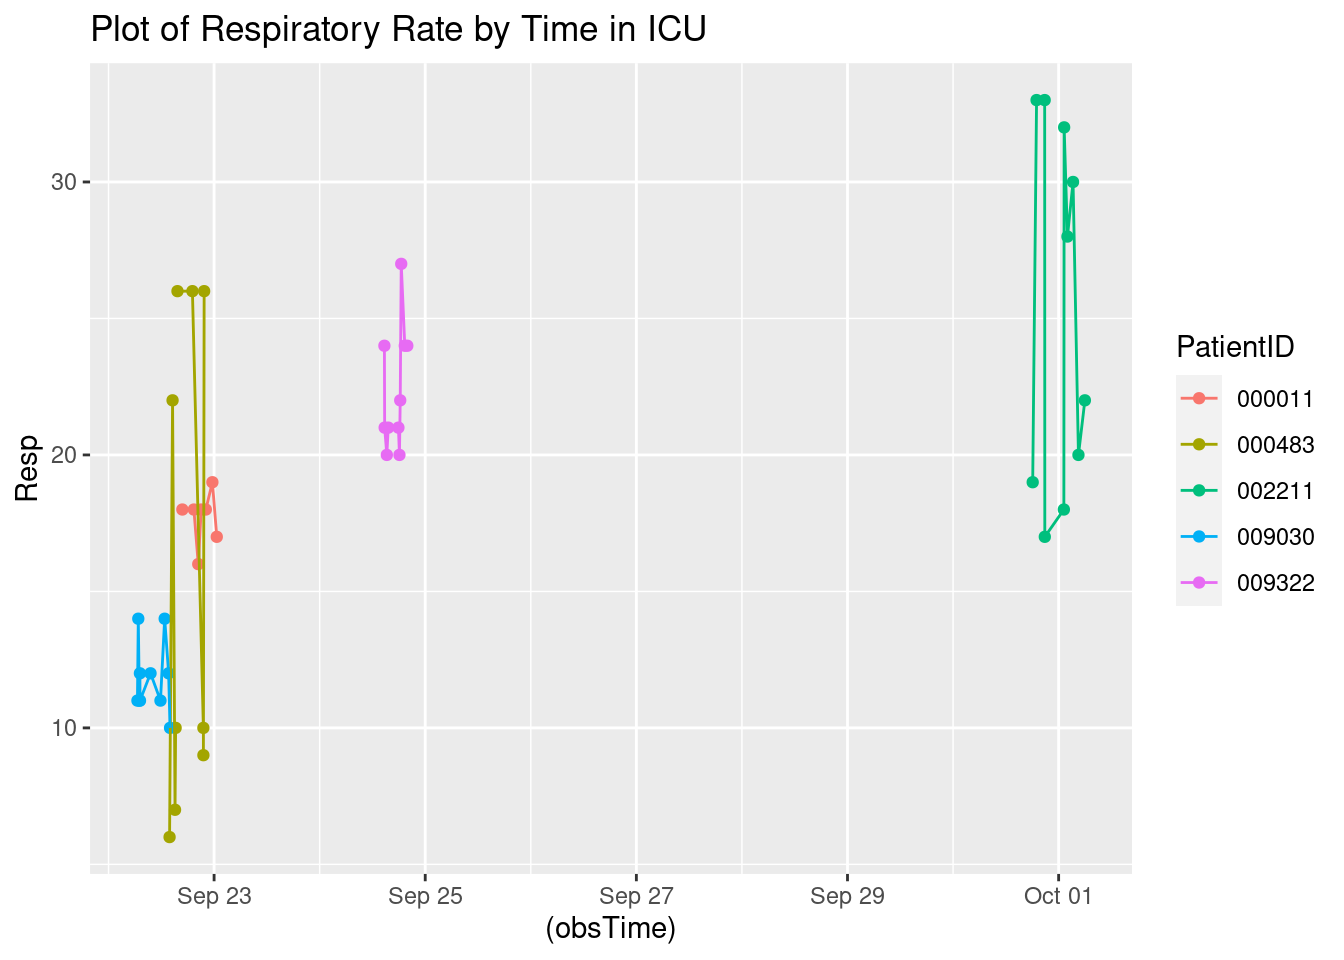 Plot of Respiratory Rate by Time in ICU
30
20
10
Resp
Sep 23
Sep 25
Sep 27
Sep 29
Oct 01
(obsTime)
PatientID
000011
000483
002211
009030
009322